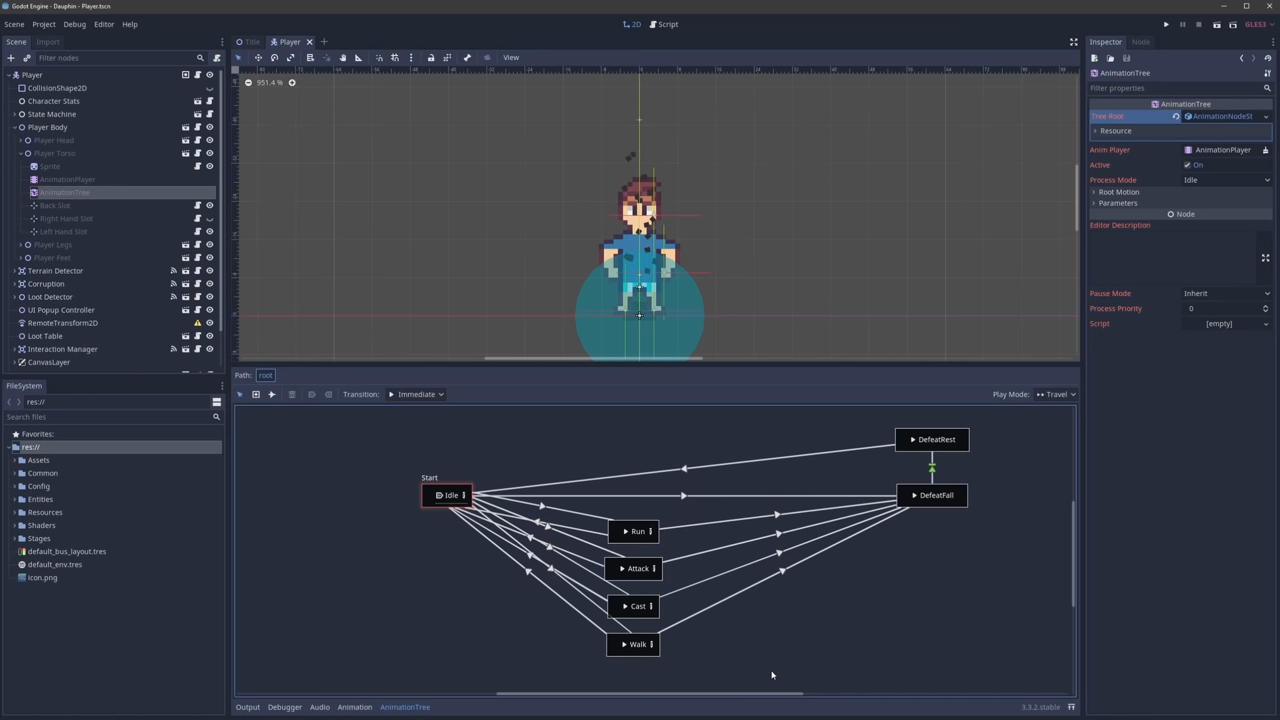 Godot Engine - Dauphin - Player.tscn
Scene Project Debug Editor Help
2D Script
GLES3
Scene Import
Filter nodes
Player
CollisionShape2D
Character Stats
State Machine
Player Body
Player Head
Player Torso
Sprite
AnimationPlayer
AnimationTree
Back Slot
Right Hand Slot
Left Hand Slot
Player Legs
Player Feet
Terrain Detector
Corruption
Loot Detector
UI Popup Controller
RemoteTransform2D
Loot Table
Interaction Manager
CanvasLayer
FileSystem
res://
Search files
Favorites:
res://
Assets
Common
Config
Entities
Resources
Shaders
Stages
default_bus_layout.tres
default_env.tres
icon.png
Title Player
View
951.4 %
Path: root
Transition: Immediate
Play Mode: Travel
DefeatRest
Start
Idle
DefeatFall
Run
Attack
Cast
Walk
Output Debugger Audio Animation AnimationTree
3.3.2.stable
Inspector Node
AnimationTree
Filter properties
AnimationTree
Tree Root AnimationNodeSt
Resource
Anim Player AnimationPlayer
Active On
Process Mode Idle
Root Motion
Parameters
Node
Editor Description
Pause Mode Inherit
Process Priority 0
Script [empty]